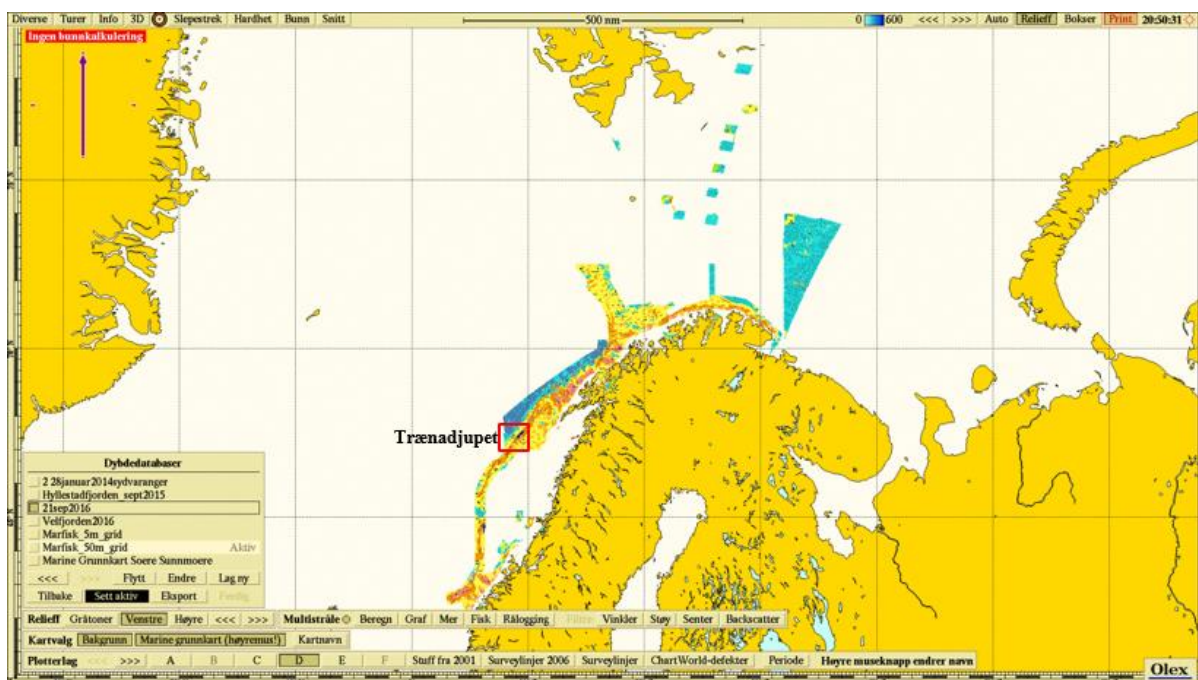 Diverse Turer Info 3D Slepestrek Hardhet Bunn Snitt 500 nm 0 600 <<< >>> Auto Relieff Bokser Print 20:50:31
Ingen bunnkalkulering
Trænadjupet
Dybdedatabaser
2 28januar2014sydvaranger
Hyllestadfjorden_sept2015
21sep2016
Velfjorden2016
Marfisk_5m_grid
Marfisk_50m_grid Aktiv
Marine Grunnkart Soere Sunnmoere
<<< >>> Flytt Endre Lag ny
Tilbake Sett aktiv Eksport Ferdig
Relieff Gråtoner Venstre Høyre <<< >>> Multistråle Beregn Graf Mer Fisk Rålogging Filtre Vinkler Støy Senter Backscatter
Kartvalg Bakgrunn Marine grunnkart (høyremus!) Kartnavn
Plotterlag <<< >>> A B C D E F Stuff fra 2001 Surveylinjer 2006 Surveylinjer ChartWorld-defekter Periode Høyre museknapp endrer navn
Olex